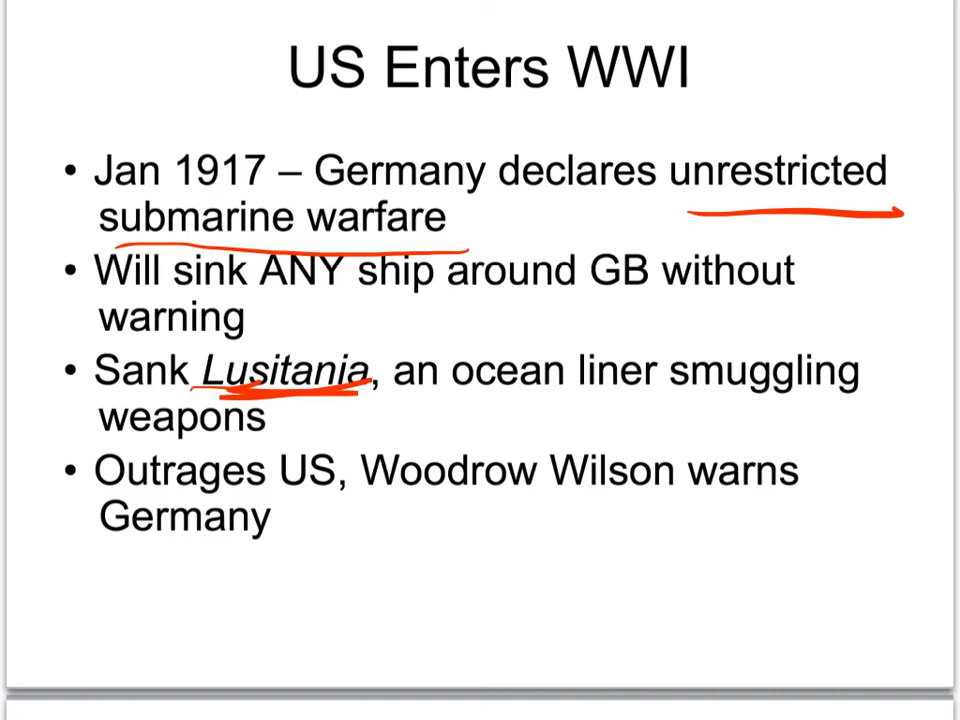 US Enters WWI
• Jan 1917 – Germany declares unrestricted
submarine warfare
• Will sink ANY ship around GB without
warning
• Sank Lusitania, an ocean liner smuggling
weapons
• Outrages US, Woodrow Wilson warns
Germany